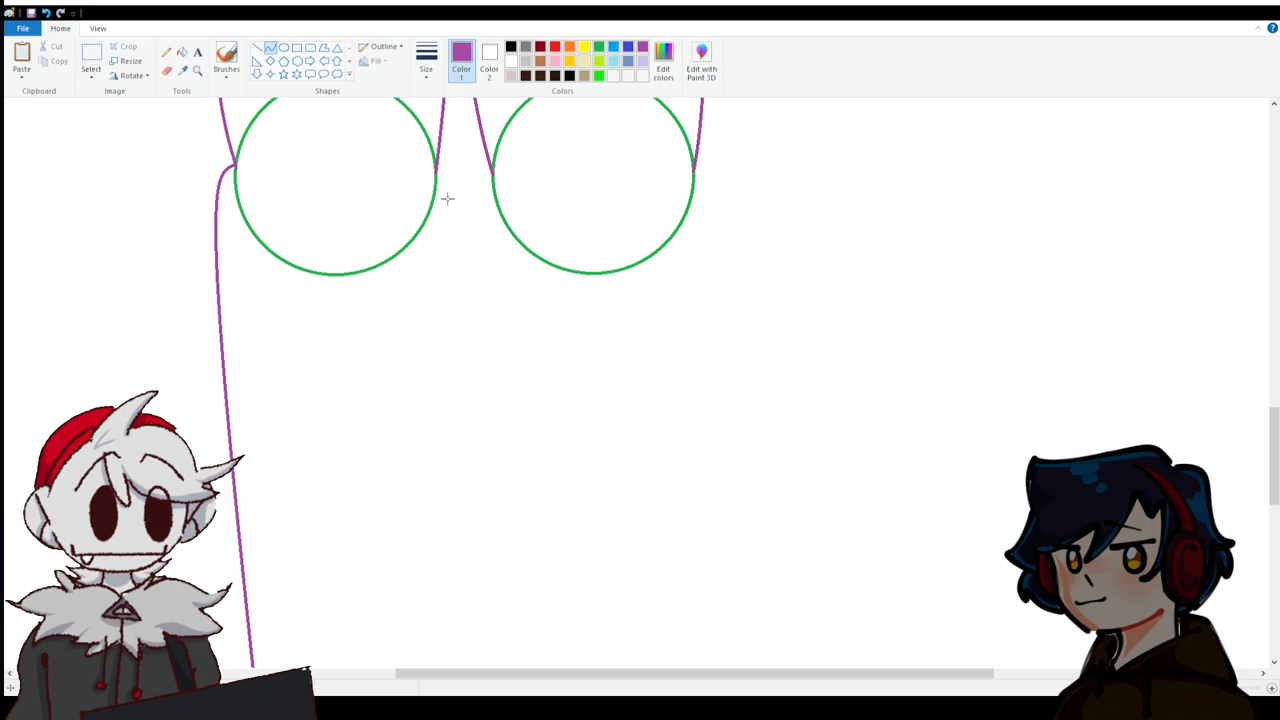 File Home View
Paste
Cut
Copy
Clipboard
Select
Crop
Resize
Rotate
Image
A
Tools
Brushes
Outline
Fill
Shapes
Size
Color
1
Color
2
Edit
colors
Colors
Edit with
Paint 3D